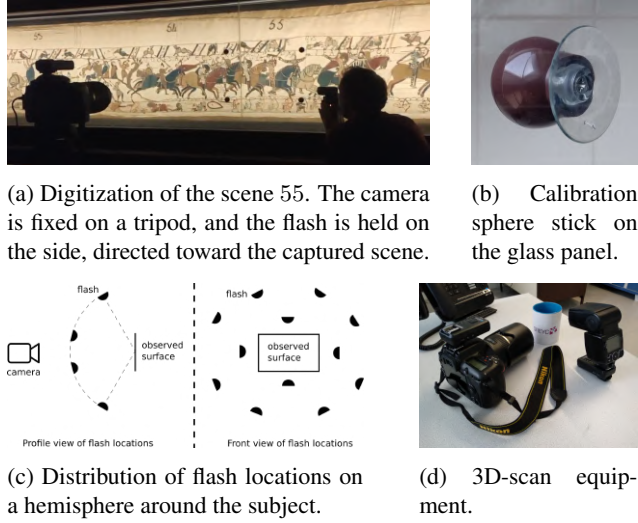 55
56
55
(a) Digitization of the scene 55. The camera
is fixed on a tripod, and the flash is held on
the side, directed toward the captured scene.
(b) Calibration
sphere stick on
the glass panel.
flash
camera
observed
surface
Profile view of flash locations
flash
observed
surface
Front view of flash locations
Nikon
Nikon
(c) Distribution of flash locations on
a hemisphere around the subject.
(d) 3D-scan equip-
ment.